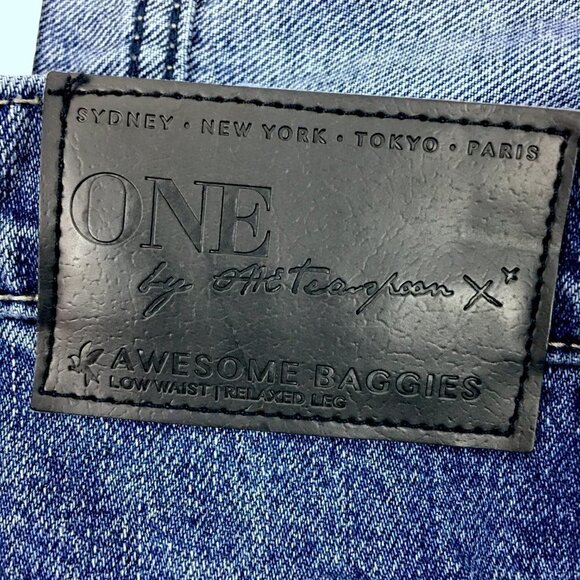 SYDNEY · NEW YORK · TOKYO · PARIS
ONE
by OneTeaspoon X
AWESOME BAGGIES
LOW WAIST | RELAXED LEG